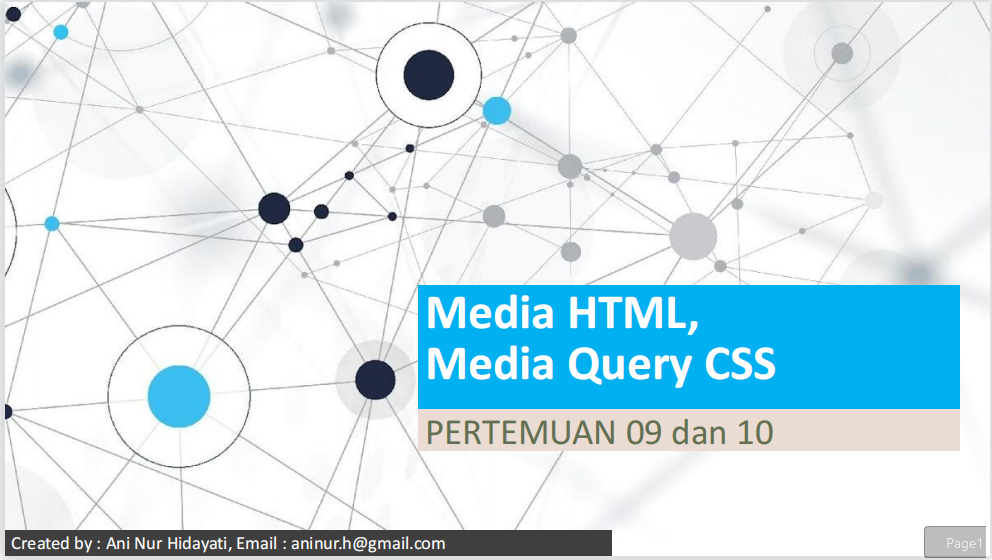 Media HTML,
Media Query CSS
PERTEMUAN 09 dan 10
Created by : Ani Nur Hidayati, Email : aninur.h@gmail.com
Page1